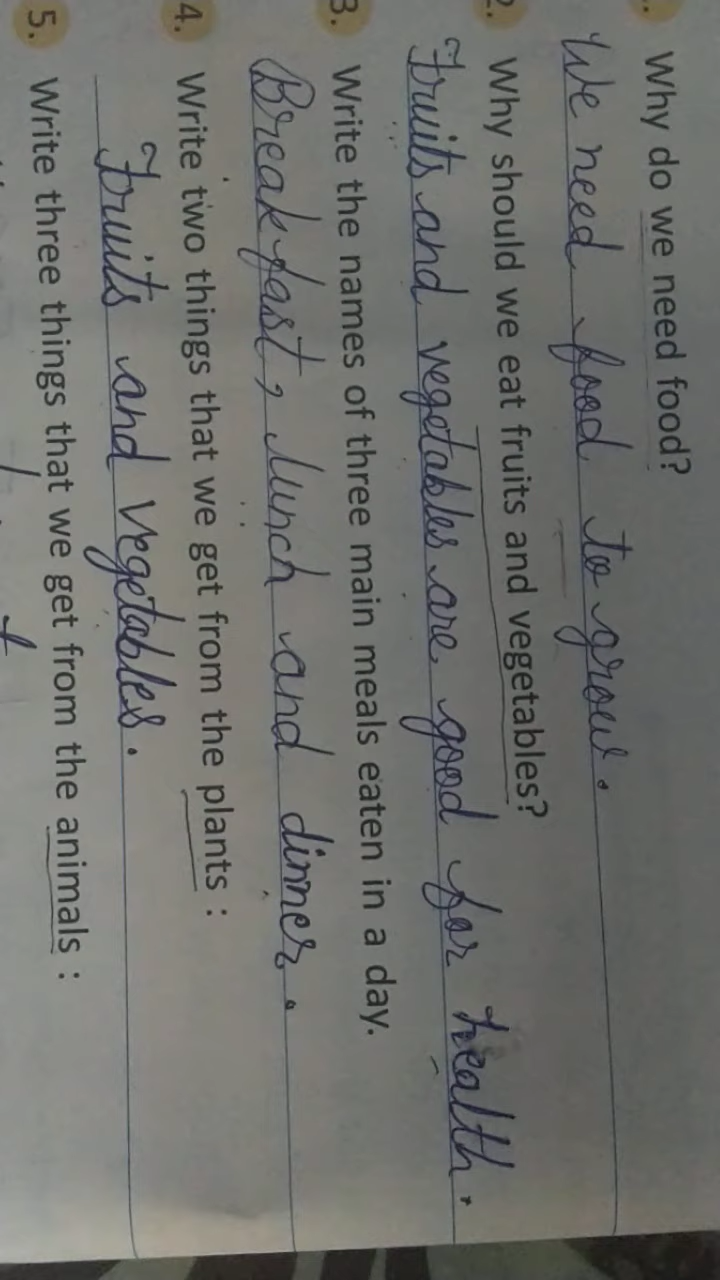 . Why do we need food?
We need food to grow.
2. Why should we eat fruits and vegetables?
Fruits and vegetables are good for health.
3. Write the names of three main meals eaten in a day.
Breakfast, lunch and dinner.
4. Write two things that we get from the plants :
Fruits and vegetables.
5. Write three things that we get from the animals :